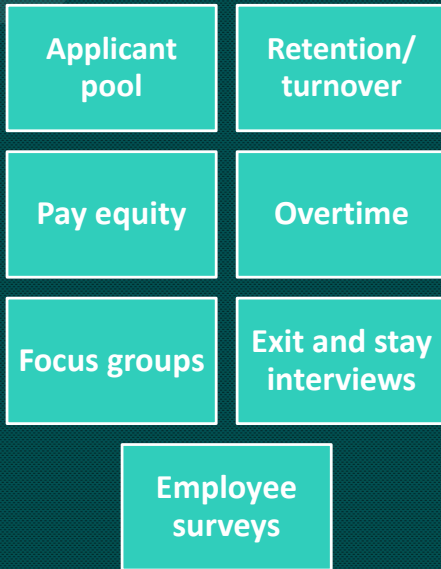 Applicant
pool
Retention/
turnover
Pay equity
Overtime
Focus groups
Exit and stay
interviews
Employee
surveys